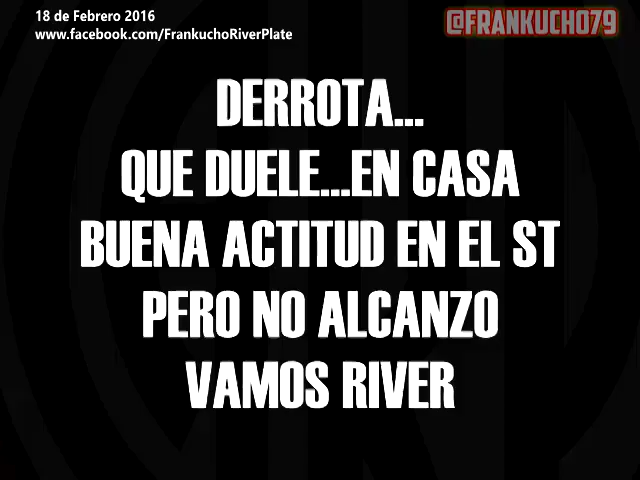 18 de Febrero 2016
www.facebook.com/FrankuchoRiverPlate
@FRANKUCHO79
DERROTA...
QUE DUELE...EN CASA
BUENA ACTITUD EN EL ST
PERO NO ALCANZO
VAMOS RIVER